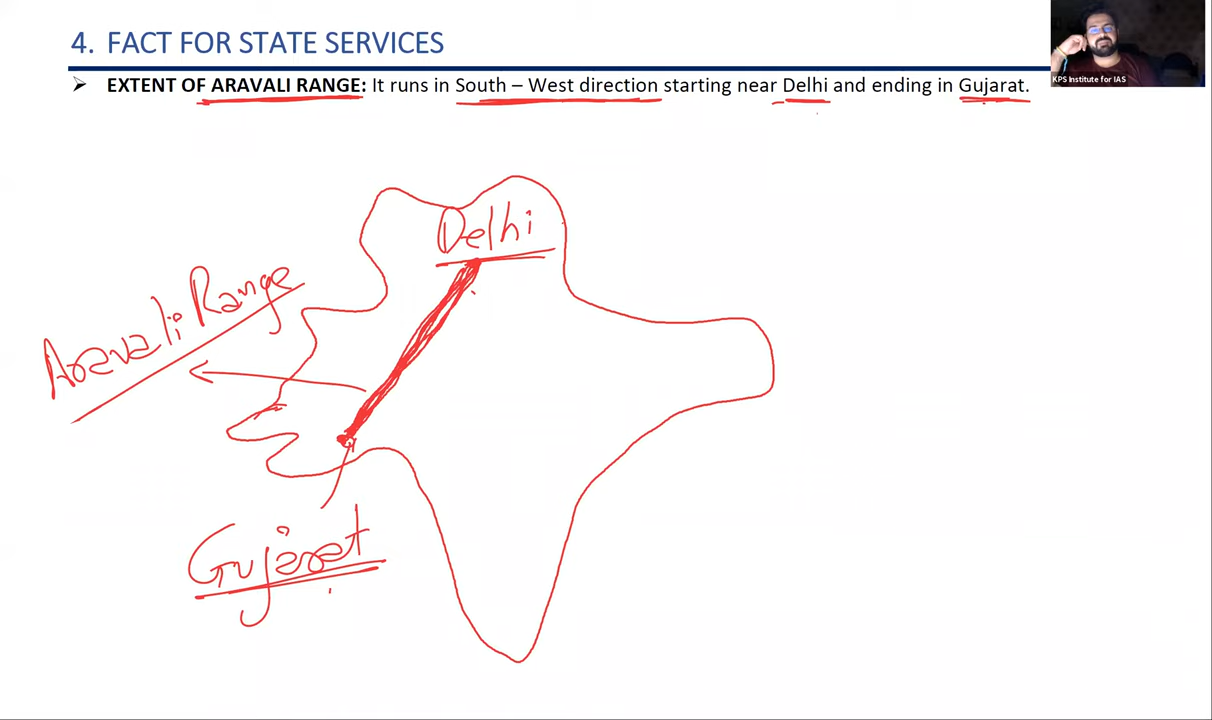 4. FACT FOR STATE SERVICES
KPS Institute for IAS
➢ EXTENT OF ARAVALI RANGE: It runs in South – West direction starting near Delhi and ending in Gujarat.
Delhi
Aravali Range
Gujarat